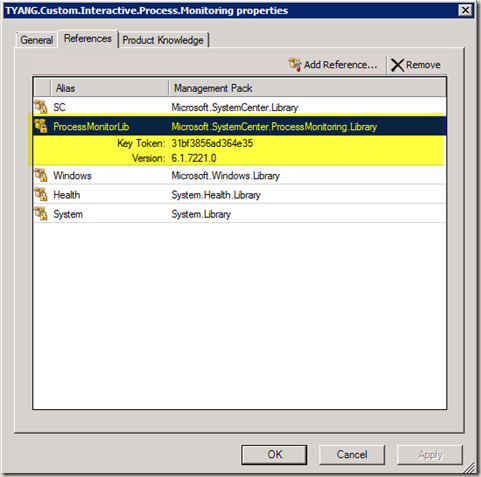 TYANG.Custom.Interactive.Process.Monitoring properties
General References Product Knowledge
Add Reference... Remove
Alias Management Pack
SC Microsoft.SystemCenter.Library
ProcessMonitorLib Microsoft.SystemCenter.ProcessMonitoring.Library
Key Token: 31bf3856ad364e35
Version: 6.1.7221.0
Windows Microsoft.Windows.Library
Health System.Health.Library
System System.Library
OK Cancel Apply